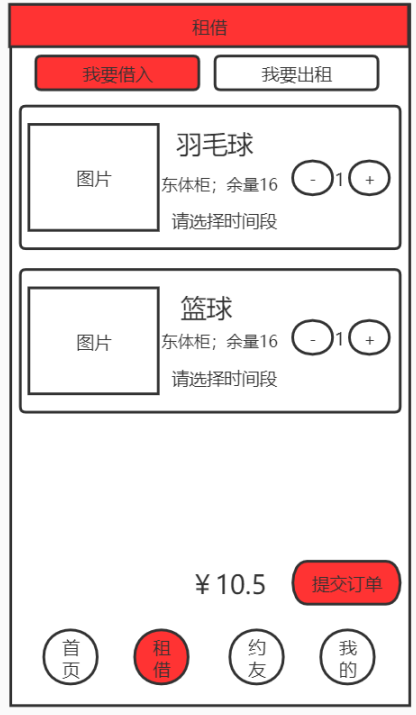 租借
我要借入
我要出租
图片
羽毛球
东体柜；余量16
请选择时间段
- 1 +
图片
篮球
东体柜；余量16
请选择时间段
- 1 +
￥10.5
提交订单
首页
租借
约友
我的